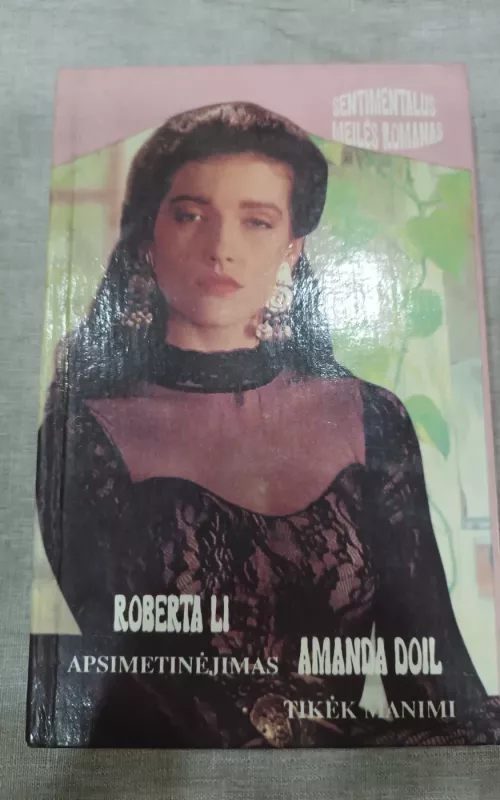 SENTIMENTALUS
MEILĖS ROMANAS
ROBERTA LI
APSIMETINĖJIMAS
AMANDA DOIL
TIKĖK MANIMI